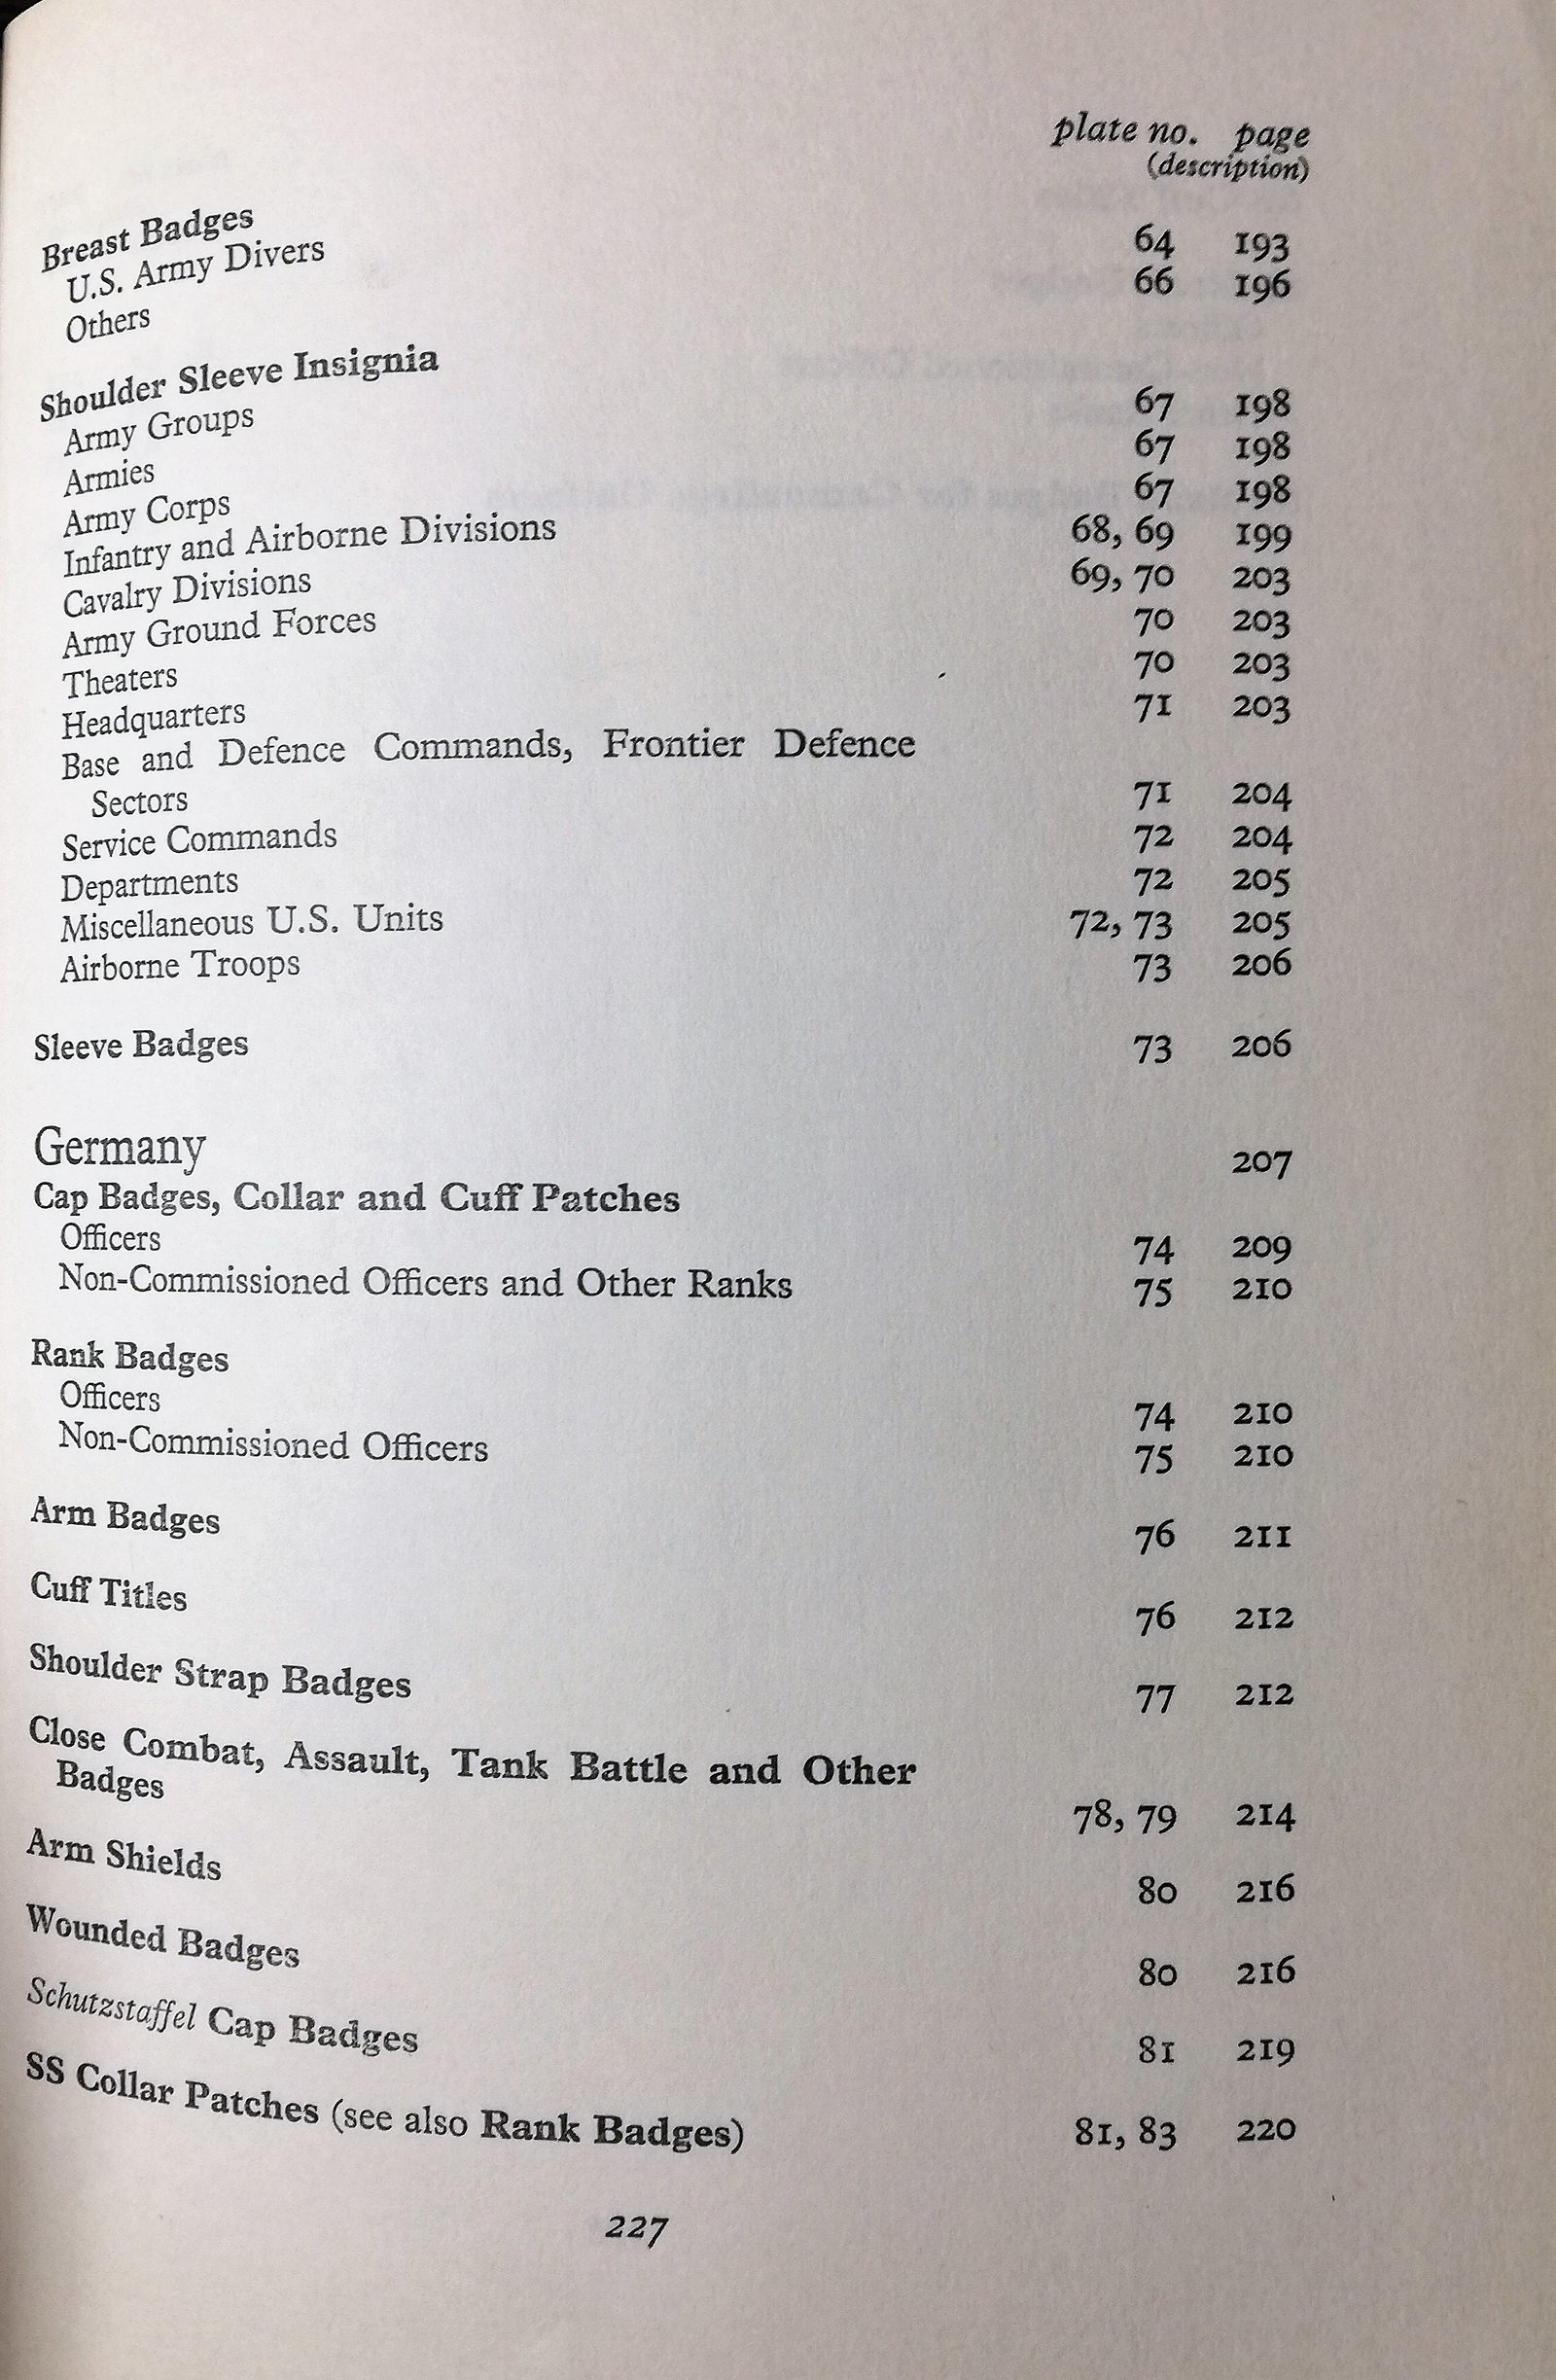 plate no. page
(description)
Breast Badges
U.S. Army Divers 64 193
Others 66 196
Shoulder Sleeve Insignia
Army Groups 67 198
Armies 67 198
Army Corps 67 198
Infantry and Airborne Divisions 68, 69 199
Cavalry Divisions 69, 70 203
Army Ground Forces 70 203
Theaters 70 203
Headquarters 71 203
Base and Defence Commands, Frontier Defence
Sectors 71 204
Service Commands 72 204
Departments 72 205
Miscellaneous U.S. Units 72, 73 205
Airborne Troops 73 206
Sleeve Badges 73 206
Germany 207
Cap Badges, Collar and Cuff Patches
Officers 74 209
Non-Commissioned Officers and Other Ranks 75 210
Rank Badges
Officers 74 210
Non-Commissioned Officers 75 210
Arm Badges 76 211
Cuff Titles 76 212
Shoulder Strap Badges 77 212
Close Combat, Assault, Tank Battle and Other
Badges 78, 79 214
Arm Shields 80 216
Wounded Badges 80 216
Schutzstaffel Cap Badges 81 219
SS Collar Patches (see also Rank Badges) 81, 83 220
227